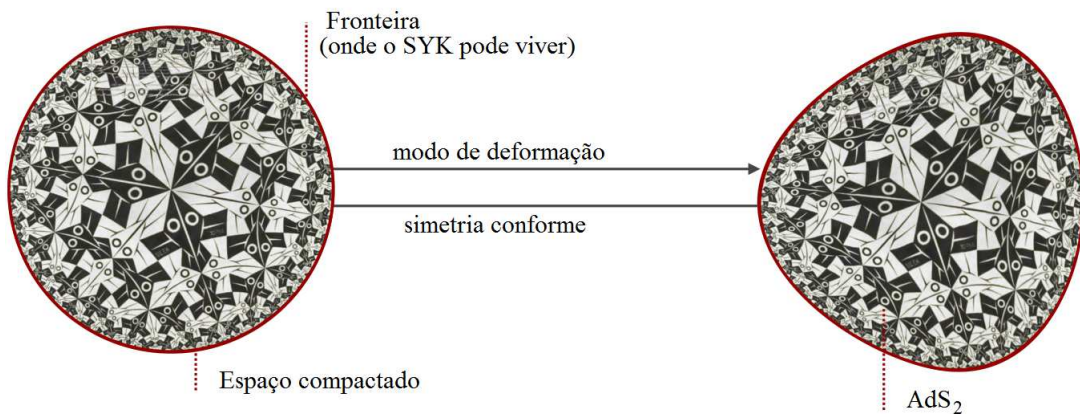 Fronteira
(onde o SYK pode viver)
modo de deformação
simetria conforme
Espaço compactado
AdS₂